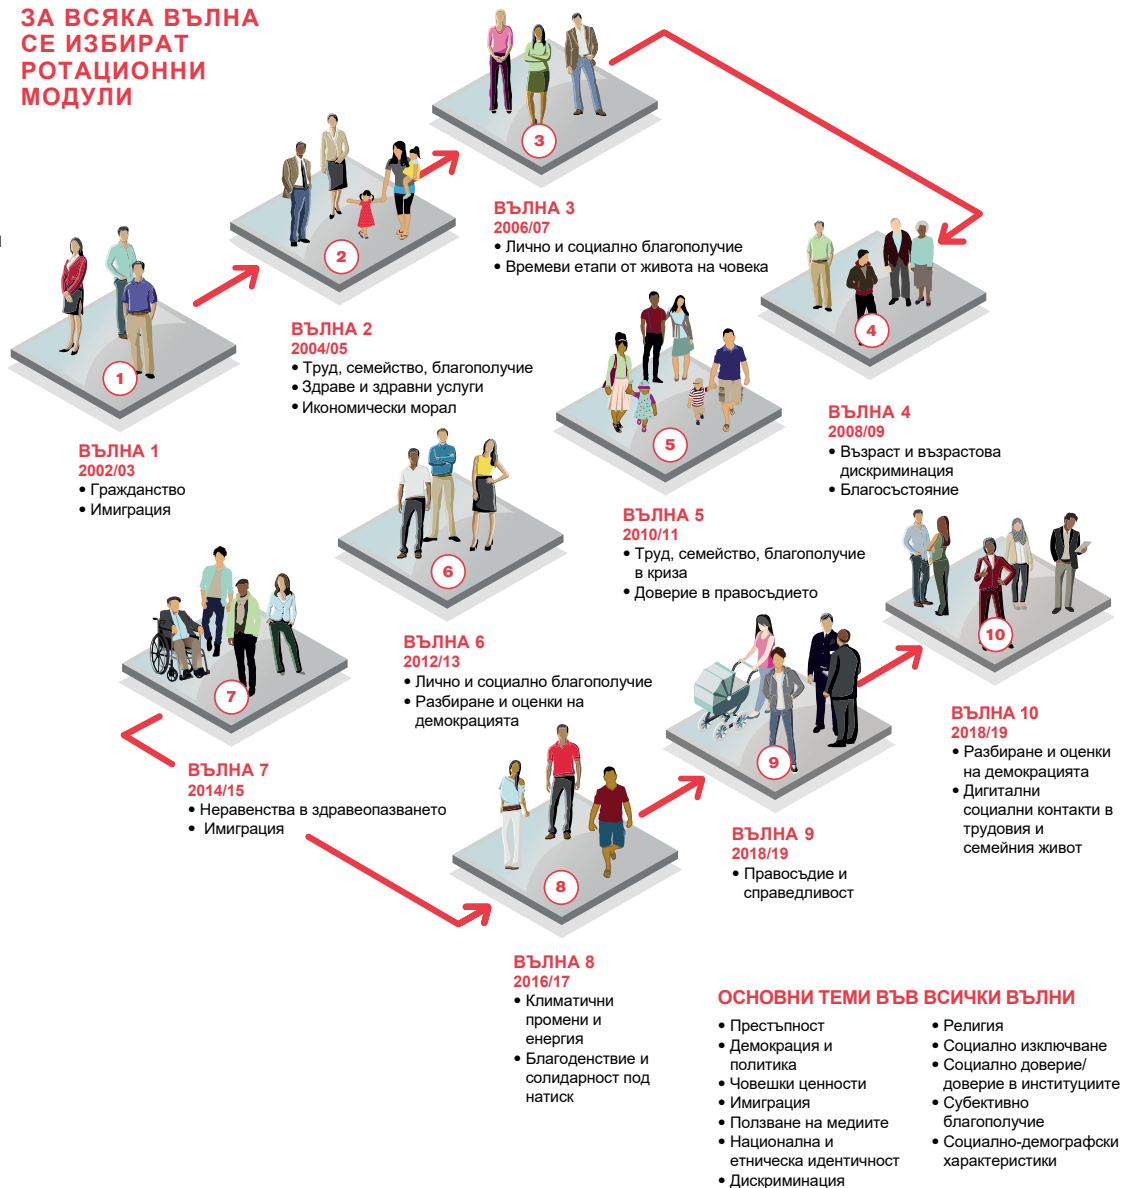 ЗА ВСЯКА ВЪЛНА
СЕ ИЗБИРАТ
РОТАЦИОННИ
МОДУЛИ
1
ВЪЛНА 1
2002/03
• Гражданство
• Имиграция
2
ВЪЛНА 2
2004/05
• Труд, семейство, благополучие
• Здраве и здравни услуги
• Икономически морал
3
ВЪЛНА 3
2006/07
• Лично и социално благополучие
• Времеви етапи от живота на човека
4
ВЪЛНА 4
2008/09
• Възраст и възрастова
дискриминация
• Благосъстояние
5
ВЪЛНА 5
2010/11
• Труд, семейство, благополучие
в криза
• Доверие в правосъдието
6
ВЪЛНА 6
2012/13
• Лично и социално благополучие
• Разбиране и оценки на
демокрацията
7
ВЪЛНА 7
2014/15
• Неравенства в здравеопазването
• Имиграция
8
ВЪЛНА 8
2016/17
• Климатични
промени и
енергия
• Благоденствие и
солидарност под
натиск
9
ВЪЛНА 9
2018/19
• Правосъдие и
справедливост
10
ВЪЛНА 10
2018/19
• Разбиране и оценки
на демокрацията
• Дигитални
социални контакти в
трудовия и
семейния живот
ОСНОВНИ ТЕМИ ВЪВ ВСИЧКИ ВЪЛНИ
• Престъпност
• Демокрация и
политика
• Човешки ценности
• Имиграция
• Ползване на медиите
• Национална и
етническа идентичност
• Дискриминация
• Религия
• Социално изключване
• Социално доверие/
доверие в институциите
• Субективно
благополучие
• Социално-демографски
характеристики